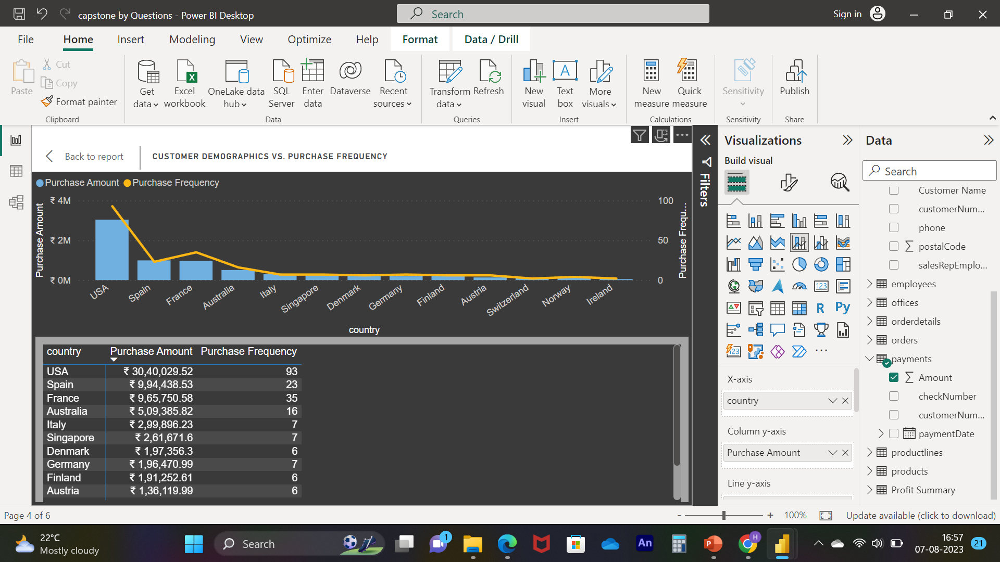 capstone by Questions - Power BI Desktop
Search
Sign in
File
Home
Insert
Modeling
View
Optimize
Help
Format
Data / Drill
Paste
Cut
Copy
Format painter
Clipboard
Get data
Excel workbook
OneLake data hub
SQL Server
Enter data
Dataverse
Recent sources
Data
Transform data
Refresh
Queries
New visual
Text box
More visuals
Insert
New measure
Quick measure
Calculations
Sensitivity
Sensitivity
Publish
Share
Back to report
CUSTOMER DEMOGRAPHICS VS. PURCHASE FREQUENCY
Purchase Amount
Purchase Frequency
Purchase Amount
₹ 4M
₹ 2M
₹ 0M
100
50
0
Purchase Frequ...
USA
Spain
France
Australia
Italy
Singapore
Denmark
Germany
Finland
Austria
Switzerland
Norway
Ireland
country
country Purchase Amount Purchase Frequency
USA ₹ 30,40,029.52 93
Spain ₹ 9,94,438.53 23
France ₹ 9,65,750.58 35
Australia ₹ 5,09,385.82 16
Italy ₹ 2,99,896.23 7
Singapore ₹ 2,61,671.6 7
Denmark ₹ 1,97,356.3 6
Germany ₹ 1,96,470.99 7
Finland ₹ 1,91,252.61 6
Austria ₹ 1,36,119.99 6
Filters
Visualizations
Build visual
123
R
Py
123
...
X-axis
country
Column y-axis
Purchase Amount
Line y-axis
Data
Search
Customer Name
customerNum...
phone
postalCode
salesRepEmplo...
employees
offices
orderdetails
orders
payments
Amount
checkNumber
customerNum...
paymentDate
productlines
products
Profit Summary
Page 4 of 6
- + 100%
Update available (click to download)
22°C
Mostly cloudy
Search
1
An
P
H
16:57
07-08-2023
21